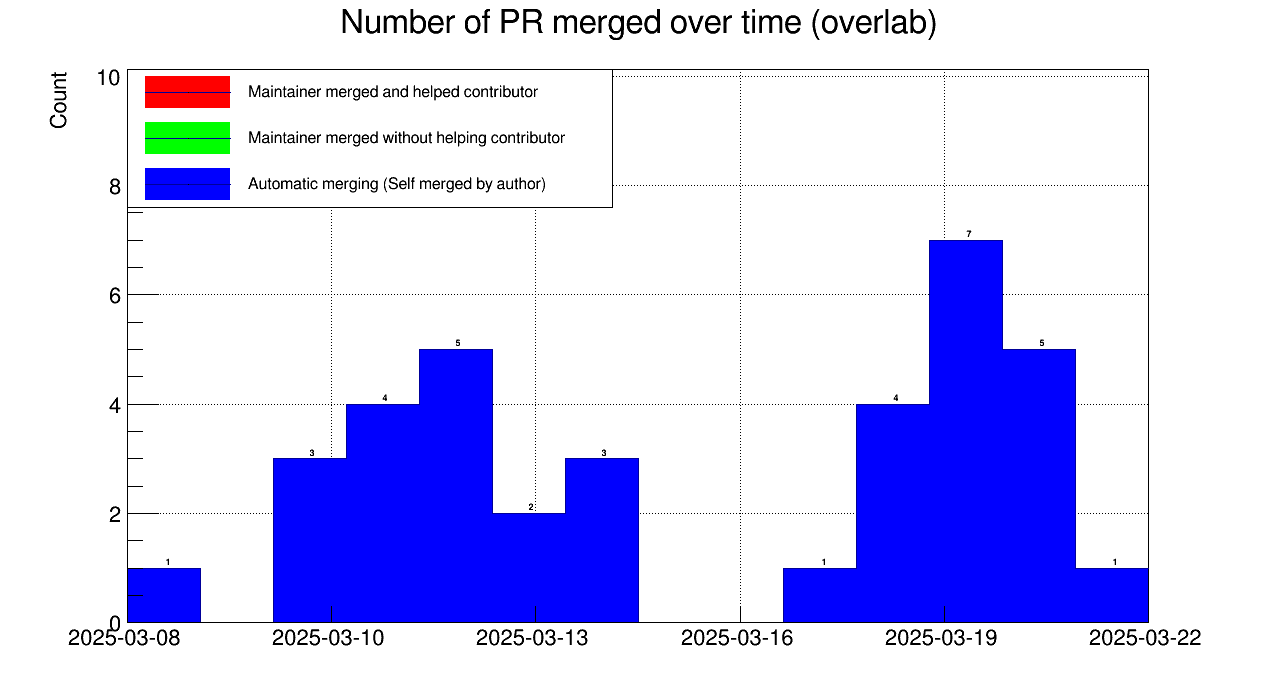 Number of PR merged over time (overlab)
Count
Maintainer merged and helped contributor
Maintainer merged without helping contributor
Automatic merging (Self merged by author)
10
8
6
4
2
0
1
3
4
5
2
3
1
4
7
5
1
2025-03-08 2025-03-10 2025-03-13 2025-03-16 2025-03-19 2025-03-22